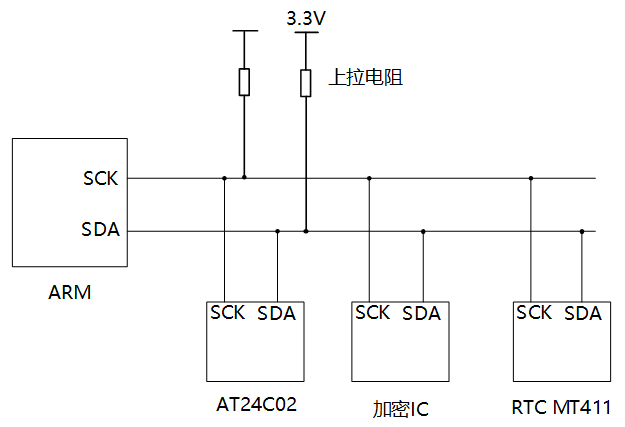 3.3V
上拉电阻
SCK
SDA
ARM
SCK SDA
SCK SDA
SCK SDA
AT24C02
加密IC
RTC MT411